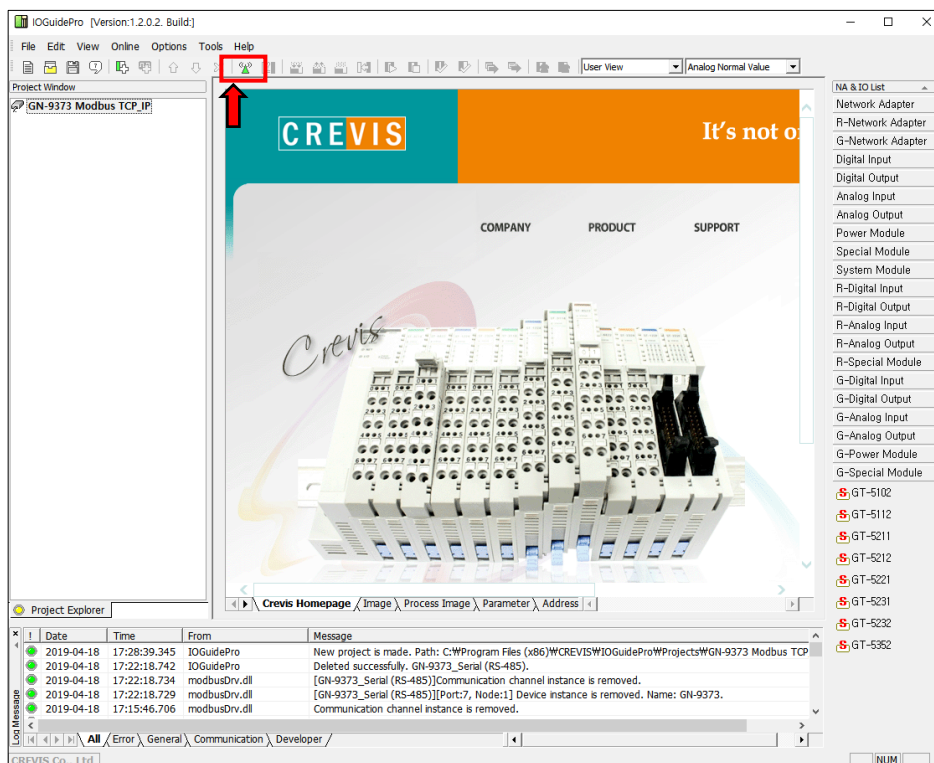 IOGuidePro [Version:1.2.0.2. Build:]
File Edit View Online Options Tools Help
User View Analog Normal Value
Project Window
GN-9373 Modbus TCP_IP
CREVIS It's not o
COMPANY PRODUCT SUPPORT
Crevis
Crevis Homepage Image Process Image Parameter Address
Project Explorer
NA & IO List
Network Adapter
R-Network Adapter
G-Network Adapter
Digital Input
Digital Output
Analog Input
Analog Output
Power Module
Special Module
System Module
R-Digital Input
R-Digital Output
R-Analog Input
R-Analog Output
R-Special Module
G-Digital Input
G-Digital Output
G-Analog Input
G-Analog Output
G-Power Module
G-Special Module
GT-5102
GT-5112
GT-5211
GT-5212
GT-5221
GT-5231
GT-5232
GT-5352
! Date Time From Message
2019-04-18 17:28:39.345 IOGuidePro New project is made. Path: C:₩Program Files (x86)₩CREVIS₩IOGuidePro₩Projects₩GN-9373 Modbus TCP
2019-04-18 17:22:18.742 IOGuidePro Deleted successfully. GN-9373_Serial (RS-485).
2019-04-18 17:22:18.734 modbusDrv.dll [GN-9373_Serial (RS-485)]Communication channel instance is removed.
2019-04-18 17:22:18.729 modbusDrv.dll [GN-9373_Serial (RS-485)][Port:7, Node:1] Device instance is removed. Name: GN-9373.
2019-04-18 17:15:46.706 modbusDrv.dll Communication channel instance is removed.
Log Message
All Error General Communication Developer
CREVIS Co., Ltd NUM